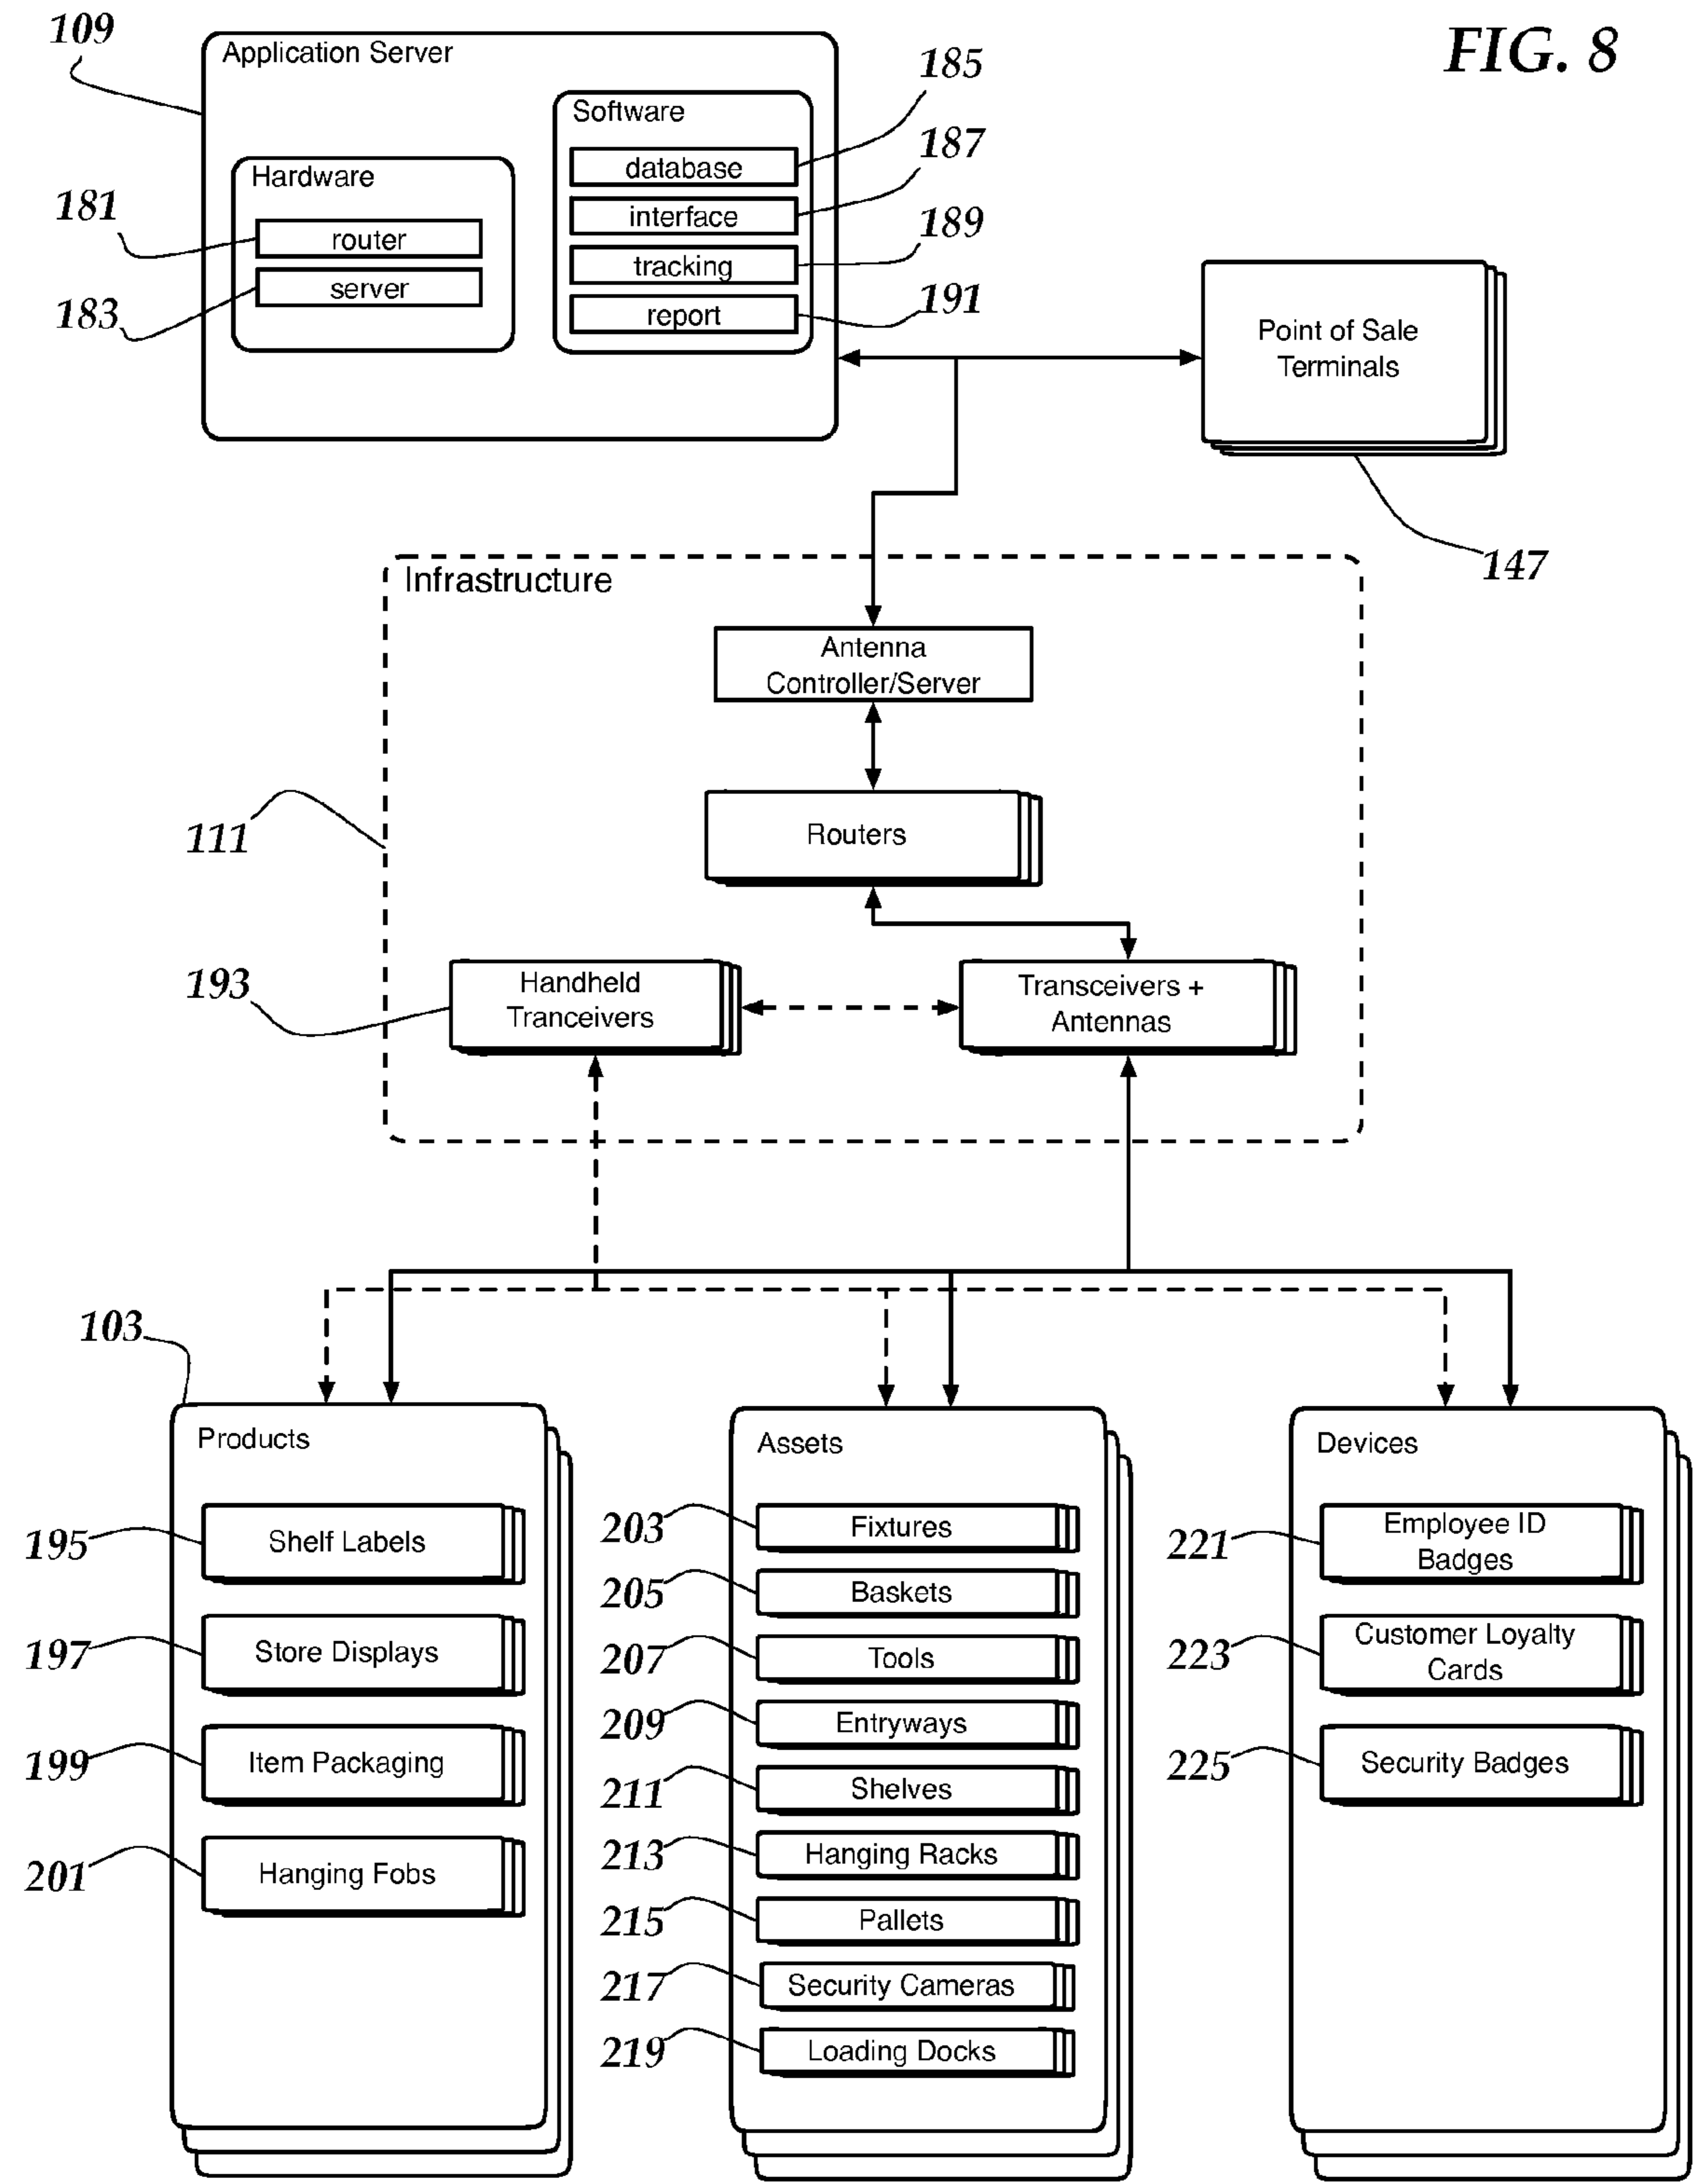 FIG. 8
109
Application Server
185
Software
187
database
Hardware
interface
181
189
router
tracking
server
191
183
report
Point of Sale
Terminals
147
Infrastructure
Antenna
Controller/Server
111
Routers
193
Handheld
Tranceivers
Transceivers +
Antennas
103
Products
195
Shelf Labels
197
Store Displays
199
Item Packaging
201
Hanging Fobs
Assets
203
Fixtures
205
Baskets
207
Tools
209
Entryways
211
Shelves
213
Hanging Racks
215
Pallets
217
Security Cameras
219
Loading Docks
Devices
221
Employee ID
Badges
223
Customer Loyalty
Cards
225
Security Badges